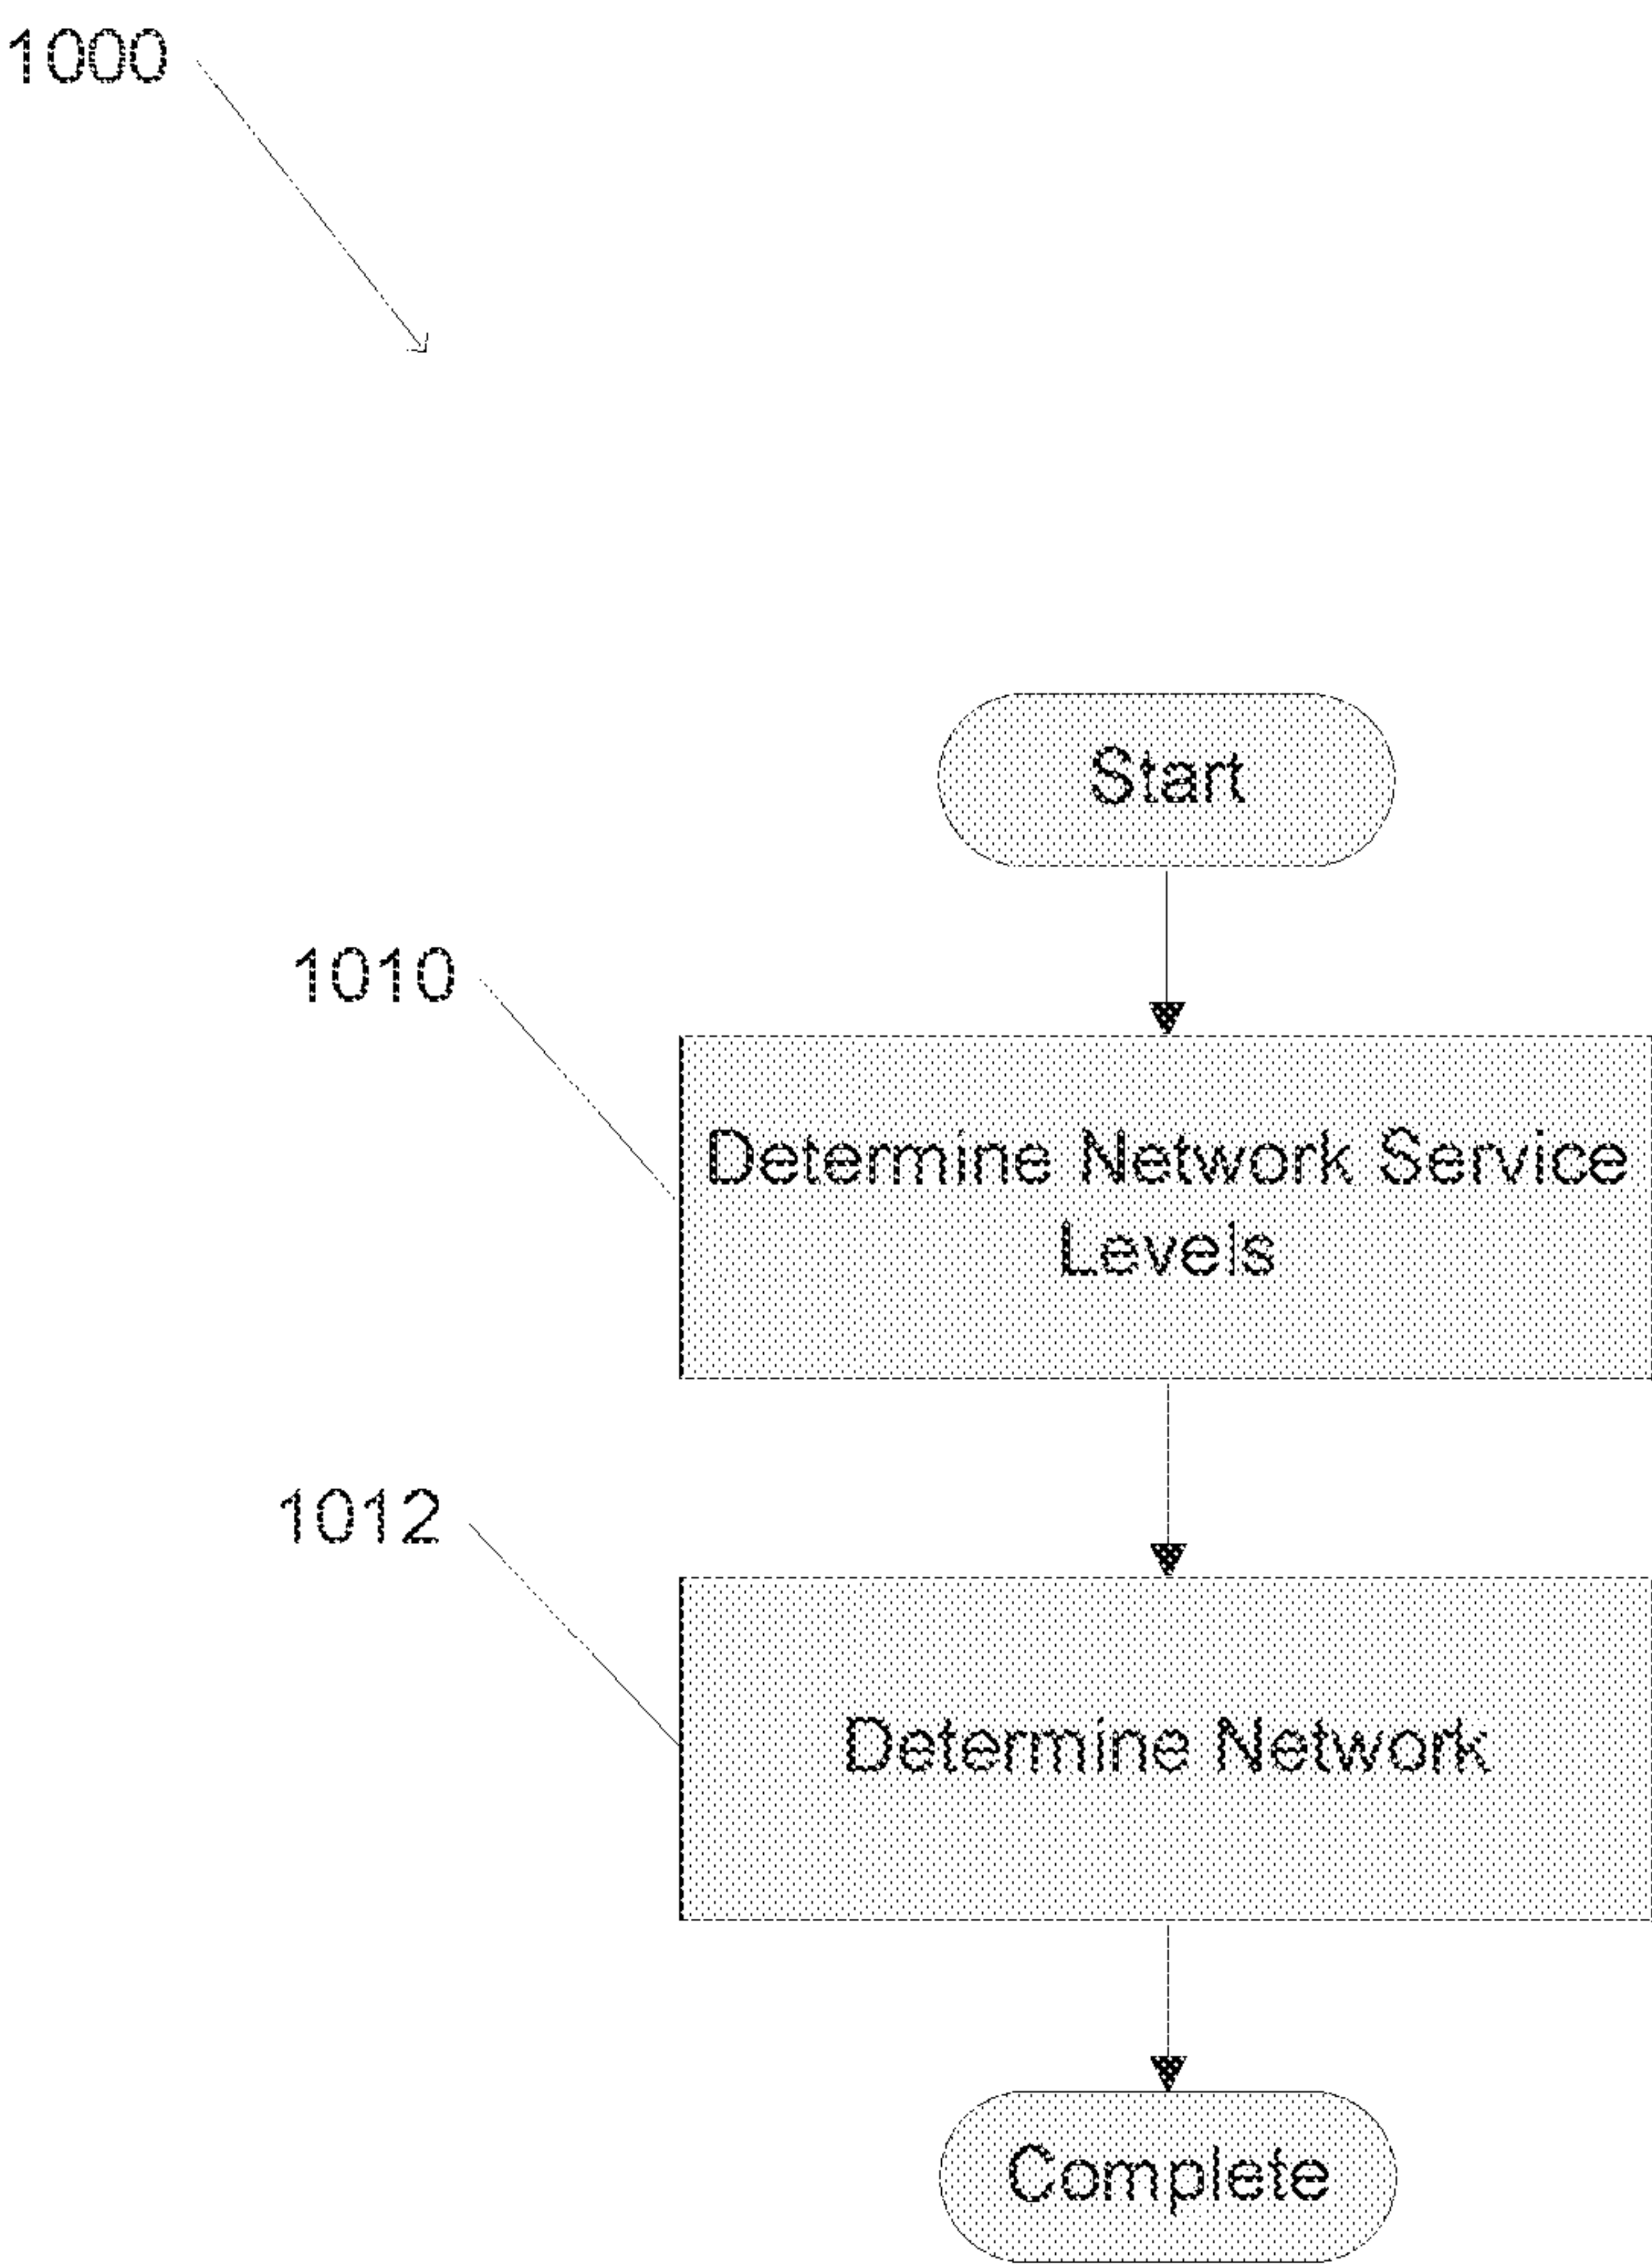 1000
Start
1010
Determine Network Service
Levels
1012
Determine Network
Complete